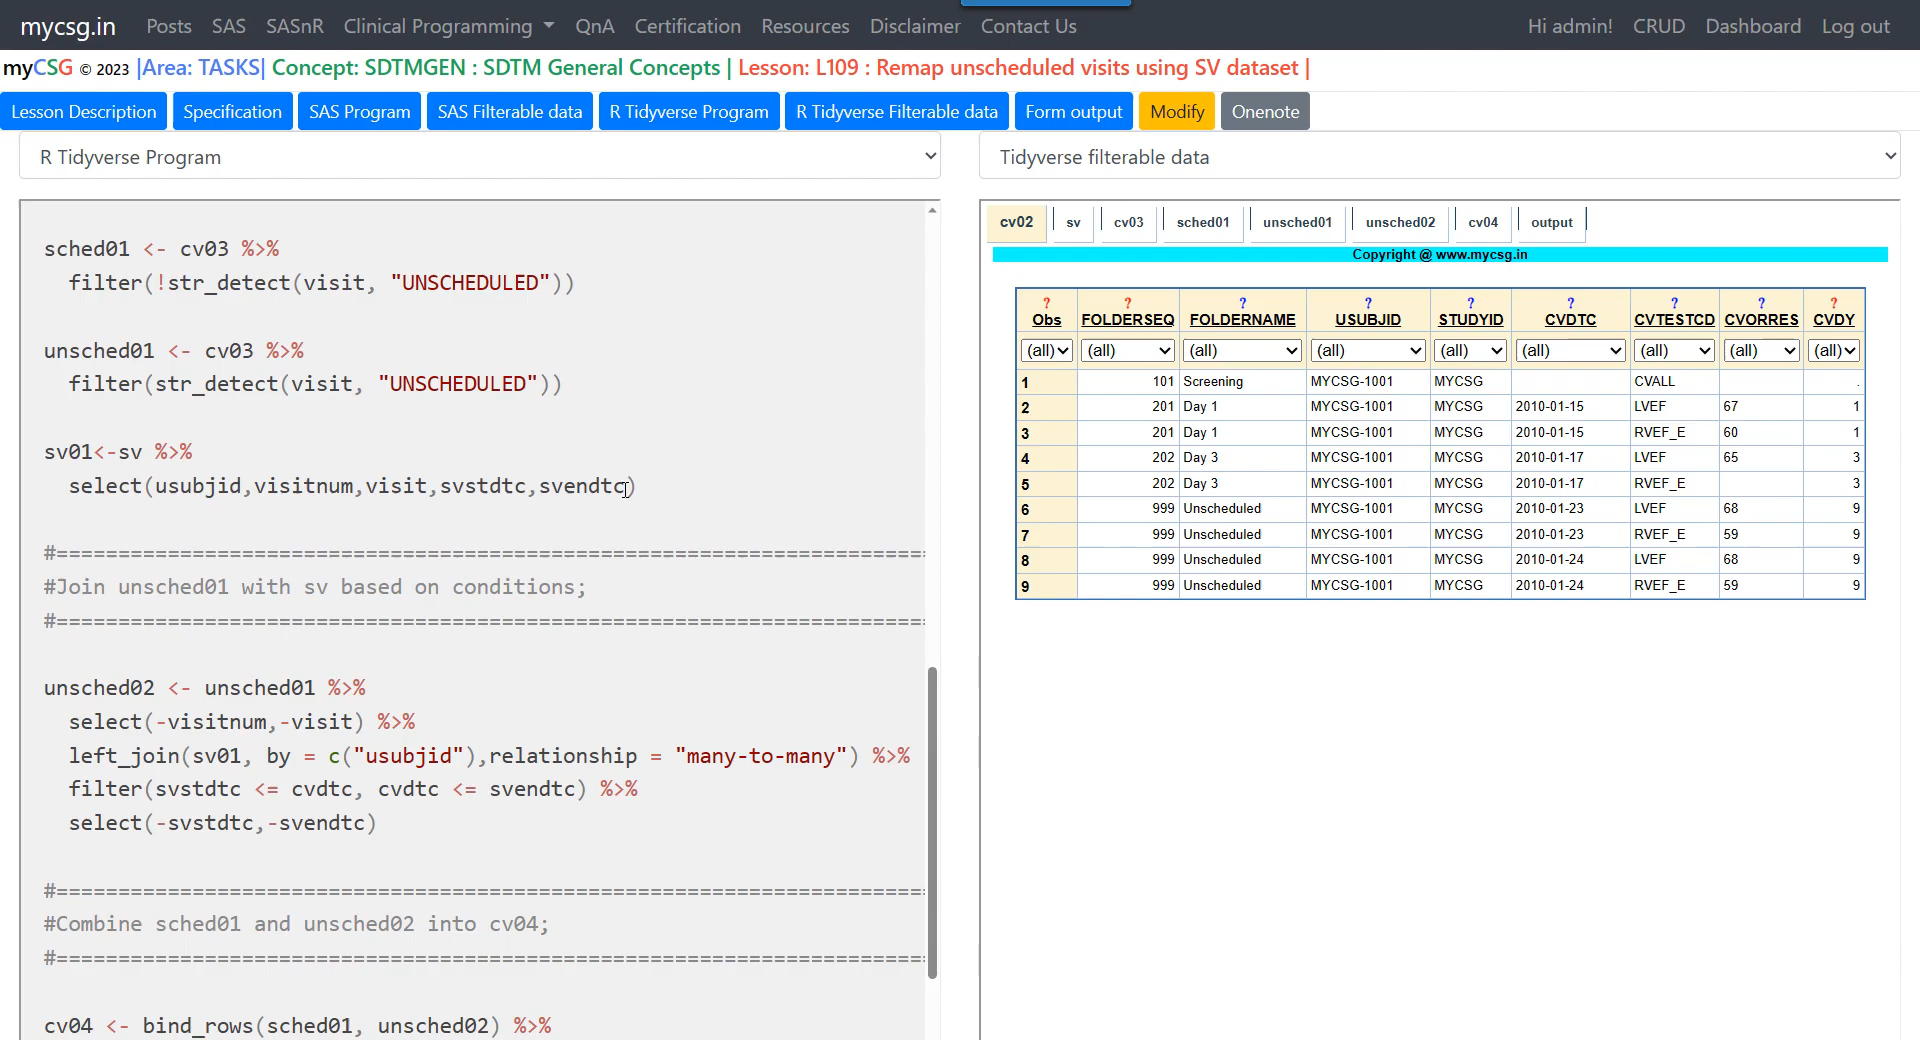 mycsg.in Posts SAS SASnR Clinical Programming QnA Certification Resources Disclaimer Contact Us Hi admin! CRUD Dashboard Log out
myCSG © 2023 |Area: TASKS| Concept: SDTMGEN : SDTM General Concepts | Lesson: L109 : Remap unscheduled visits using SV dataset |
Lesson Description Specification SAS Program SAS Filterable data R Tidyverse Program R Tidyverse Filterable data Form output Modify Onenote
R Tidyverse Program
sched01 <- cv03 %>%
  filter(!str_detect(visit, "UNSCHEDULED"))
unsched01 <- cv03 %>%
  filter(str_detect(visit, "UNSCHEDULED"))
sv01<-sv %>%
  select(usubjid,visitnum,visit,svstdtc,svendtc)
#=======================================================================
#Join unsched01 with sv based on conditions;
#=======================================================================
unsched02 <- unsched01 %>%
  select(-visitnum,-visit) %>%
  left_join(sv01, by = c("usubjid"),relationship = "many-to-many") %>%
  filter(svstdtc <= cvdtc, cvdtc <= svendtc) %>%
  select(-svstdtc,-svendtc)
#=======================================================================
#Combine sched01 and unsched02 into cv04;
#=======================================================================
cv04 <- bind_rows(sched01, unsched02) %>%
Tidyverse filterable data
cv02 sv cv03 sched01 unsched01 unsched02 cv04 output
Copyright @ www.mycsg.in
? ? ? ? ? ? ? ? ?
Obs FOLDERSEQ FOLDERNAME USUBJID STUDYID CVDTC CVTESTCD CVORRES CVDY
(all) (all) (all) (all) (all) (all) (all) (all) (all)
1 101 Screening MYCSG-1001 MYCSG CVALL .
2 201 Day 1 MYCSG-1001 MYCSG 2010-01-15 LVEF 67 1
3 201 Day 1 MYCSG-1001 MYCSG 2010-01-15 RVEF_E 60 1
4 202 Day 3 MYCSG-1001 MYCSG 2010-01-17 LVEF 65 3
5 202 Day 3 MYCSG-1001 MYCSG 2010-01-17 RVEF_E 3
6 999 Unscheduled MYCSG-1001 MYCSG 2010-01-23 LVEF 68 9
7 999 Unscheduled MYCSG-1001 MYCSG 2010-01-23 RVEF_E 59 9
8 999 Unscheduled MYCSG-1001 MYCSG 2010-01-24 LVEF 68 9
9 999 Unscheduled MYCSG-1001 MYCSG 2010-01-24 RVEF_E 59 9